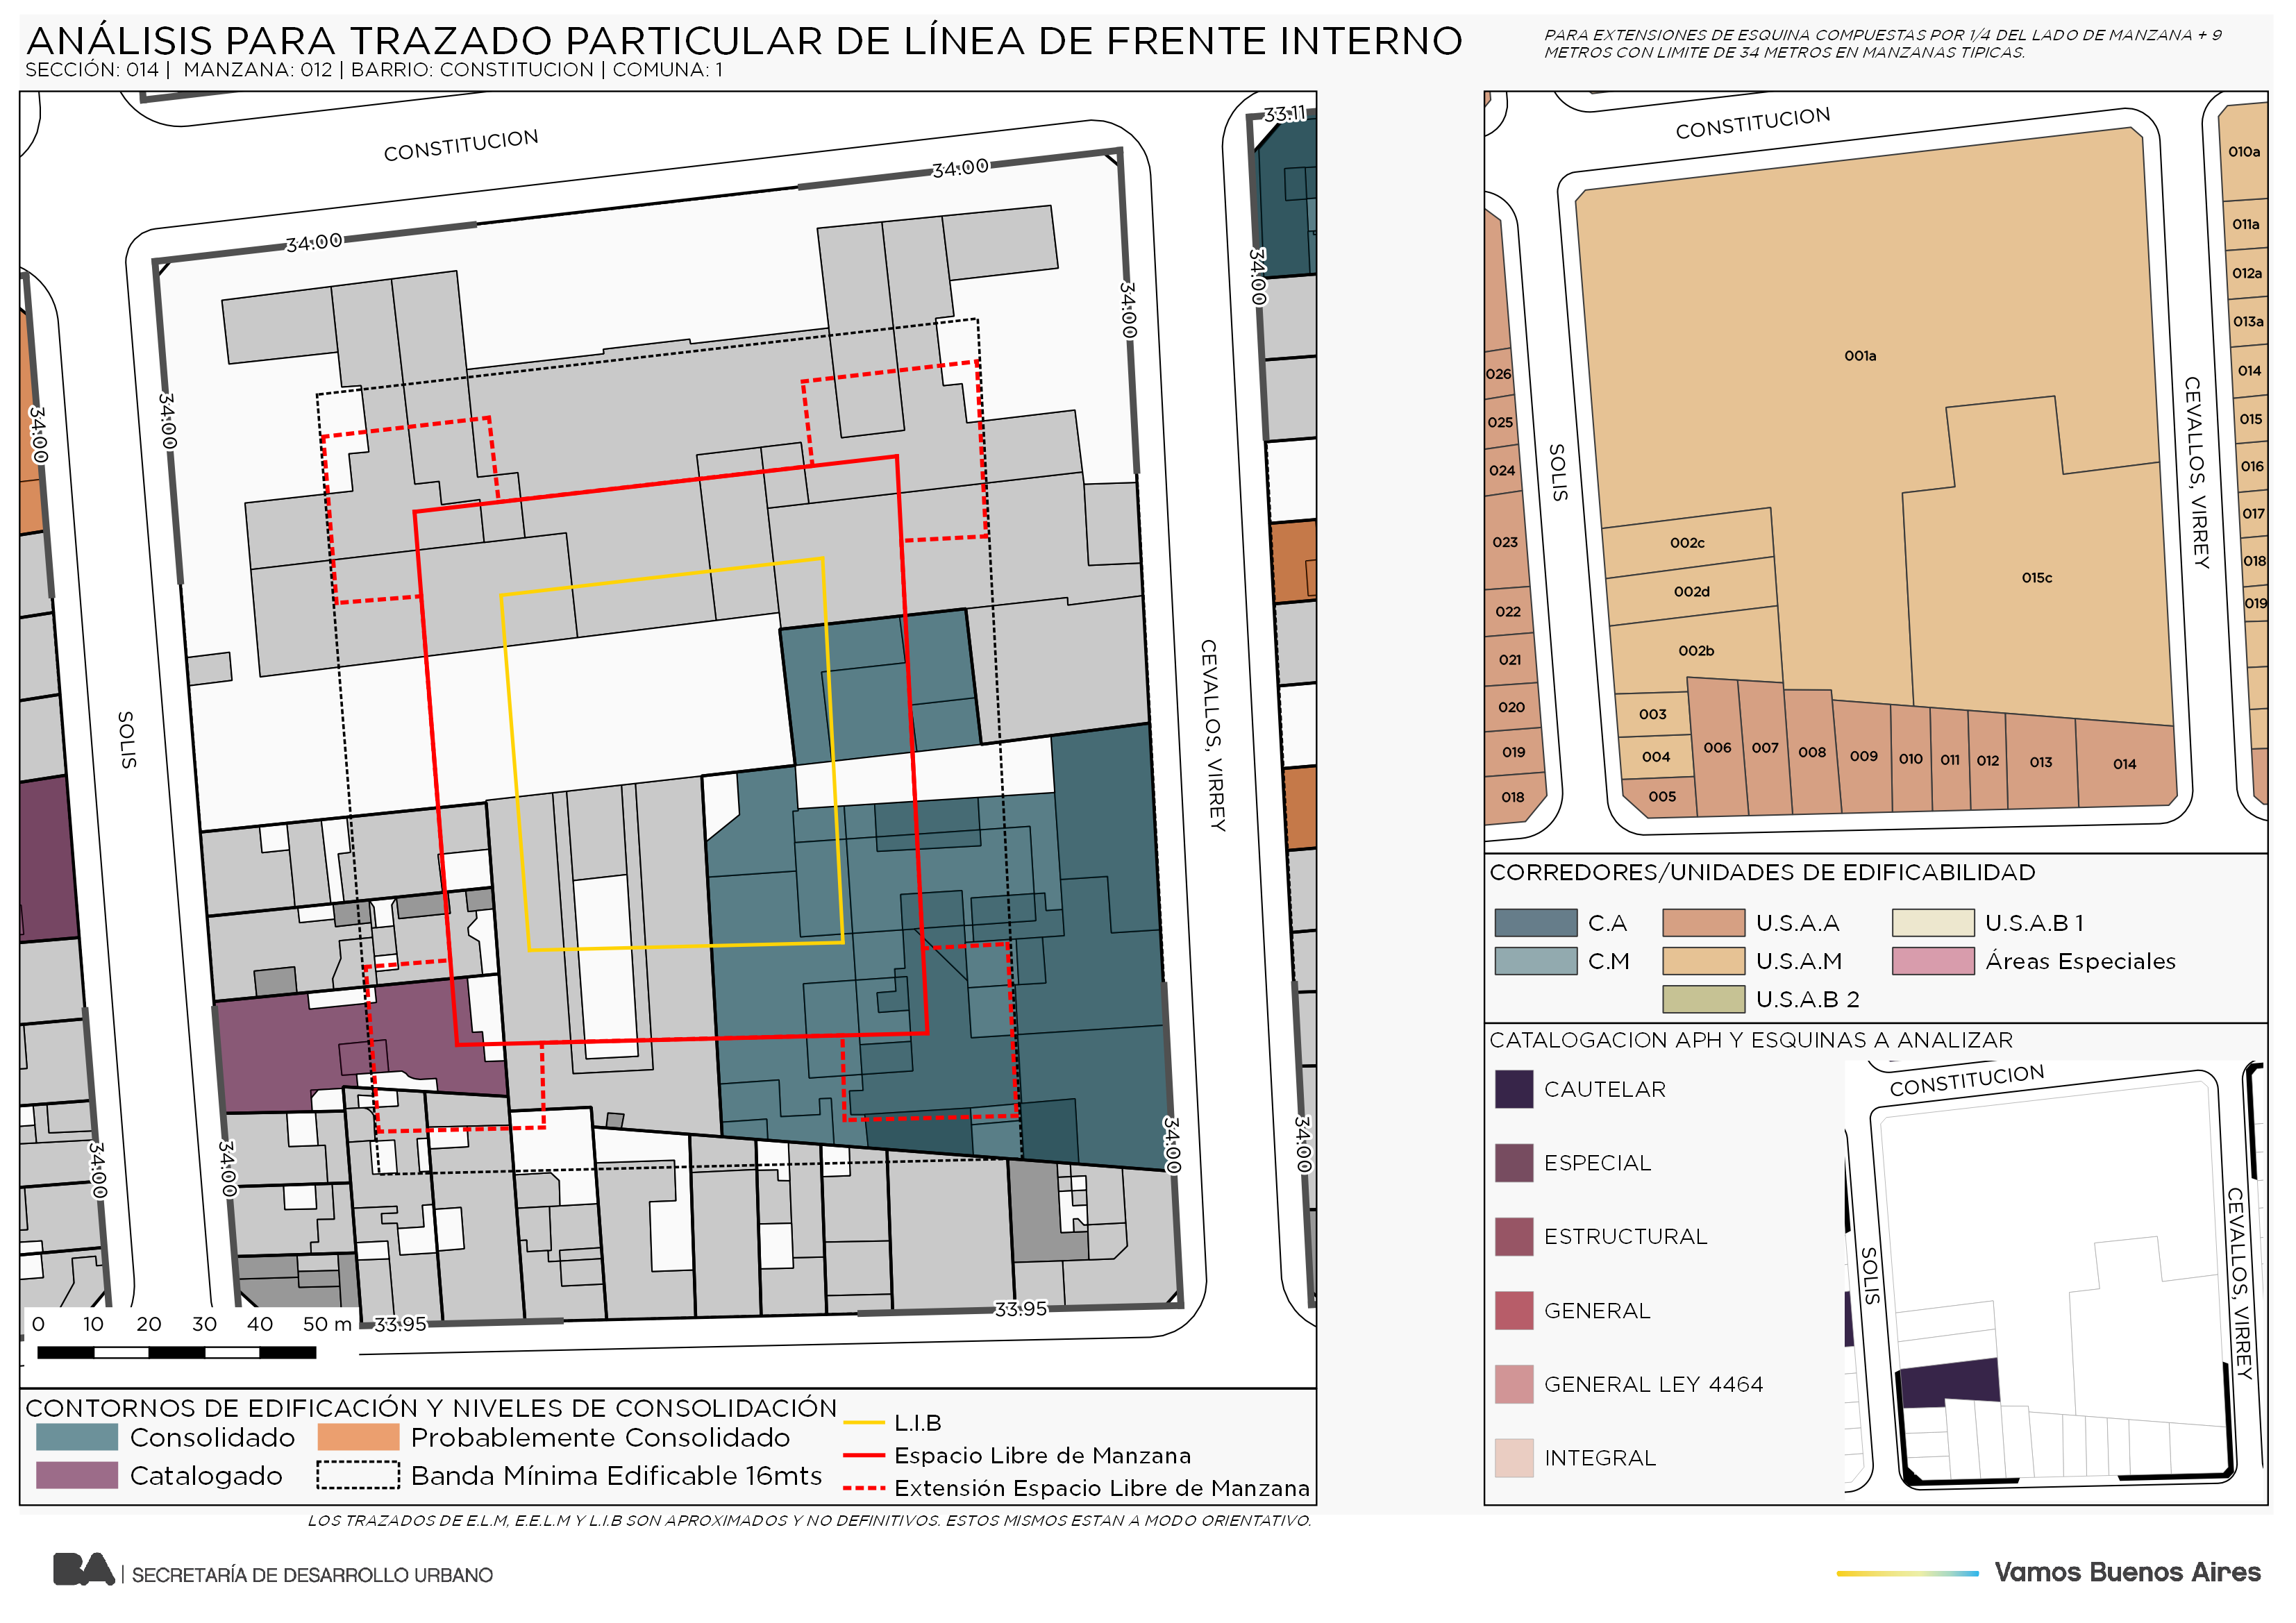 ANÁLISIS PARA TRAZADO PARTICULAR DE LÍNEA DE FRENTE INTERNO
SECCIÓN: 014 | MANZANA: 012 | BARRIO: CONSTITUCION | COMUNA: 1
PARA EXTENSIONES DE ESQUINA COMPUESTAS POR 1/4 DEL LADO DE MANZANA + 9
METROS CON LIMITE DE 34 METROS EN MANZANAS TIPICAS.
CONSTITUCION
33.11
34.00
34.00
34.00
34.00
34.00
34.00
SOLIS
CEVALLOS, VIRREY
34.00
34.00
34.00
34.00
33.95
33.95
0 10 20 30 40 50 m
CONTORNOS DE EDIFICACIÓN Y NIVELES DE CONSOLIDACIÓN
Consolidado
Probablemente Consolidado
Catalogado
Banda Mínima Edificable 16mts
L.I.B
Espacio Libre de Manzana
Extensión Espacio Libre de Manzana
LOS TRAZADOS DE E.L.M, E.E.L.M Y L.I.B SON APROXIMADOS Y NO DEFINITIVOS. ESTOS MISMOS ESTAN A MODO ORIENTATIVO.
CONSTITUCION
SOLIS
CEVALLOS, VIRREY
001a
002c
002d
002b
003
004
005
006
007
008
009
010
011
012
013
014
015c
026
025
024
023
022
021
020
019
018
010a
011a
012a
013a
014
015
016
017
018
019
CORREDORES/UNIDADES DE EDIFICABILIDAD
C.A
U.S.A.A
U.S.A.B 1
C.M
U.S.A.M
Áreas Especiales
U.S.A.B 2
CATALOGACION APH Y ESQUINAS A ANALIZAR
CAUTELAR
ESPECIAL
ESTRUCTURAL
GENERAL
GENERAL LEY 4464
INTEGRAL
CONSTITUCION
SOLIS
CEVALLOS, VIRREY
BA | SECRETARÍA DE DESARROLLO URBANO
Vamos Buenos Aires